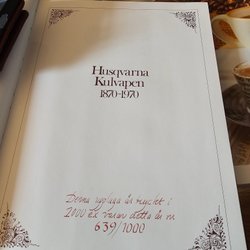 Husqvarna
Kulvapen
1870-1970
Denna upplaga är tryckt i
2000 ex varav detta är nr
639/1000